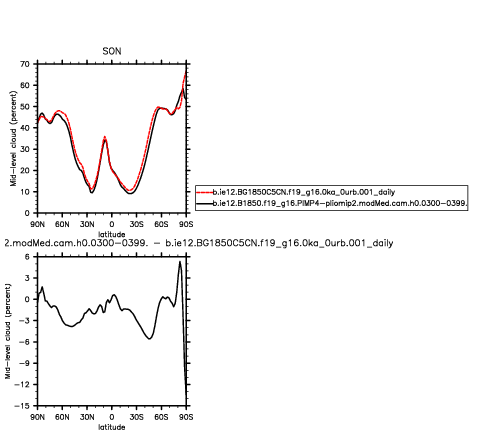 SON
70
60
50
40
30
20
10
0
Mid-level cloud (percent)
90N 60N 30N 0 30S 60S 90S
latitude
b.ie12.BG1850C5CN.f19_g16.0ka_0urb.001_daily
b.ie12.B1850.f19_g16.PIMP4-pliomip2.modMed.cam.h0.0300-0399.
2.modMed.cam.h0.0300-0399. - b.ie12.BG1850C5CN.f19_g16.0ka_0urb.001_daily
6
3
0
-3
-6
-9
-12
-15
Mid-level cloud (percent)
90N 60N 30N 0 30S 60S 90S
latitude